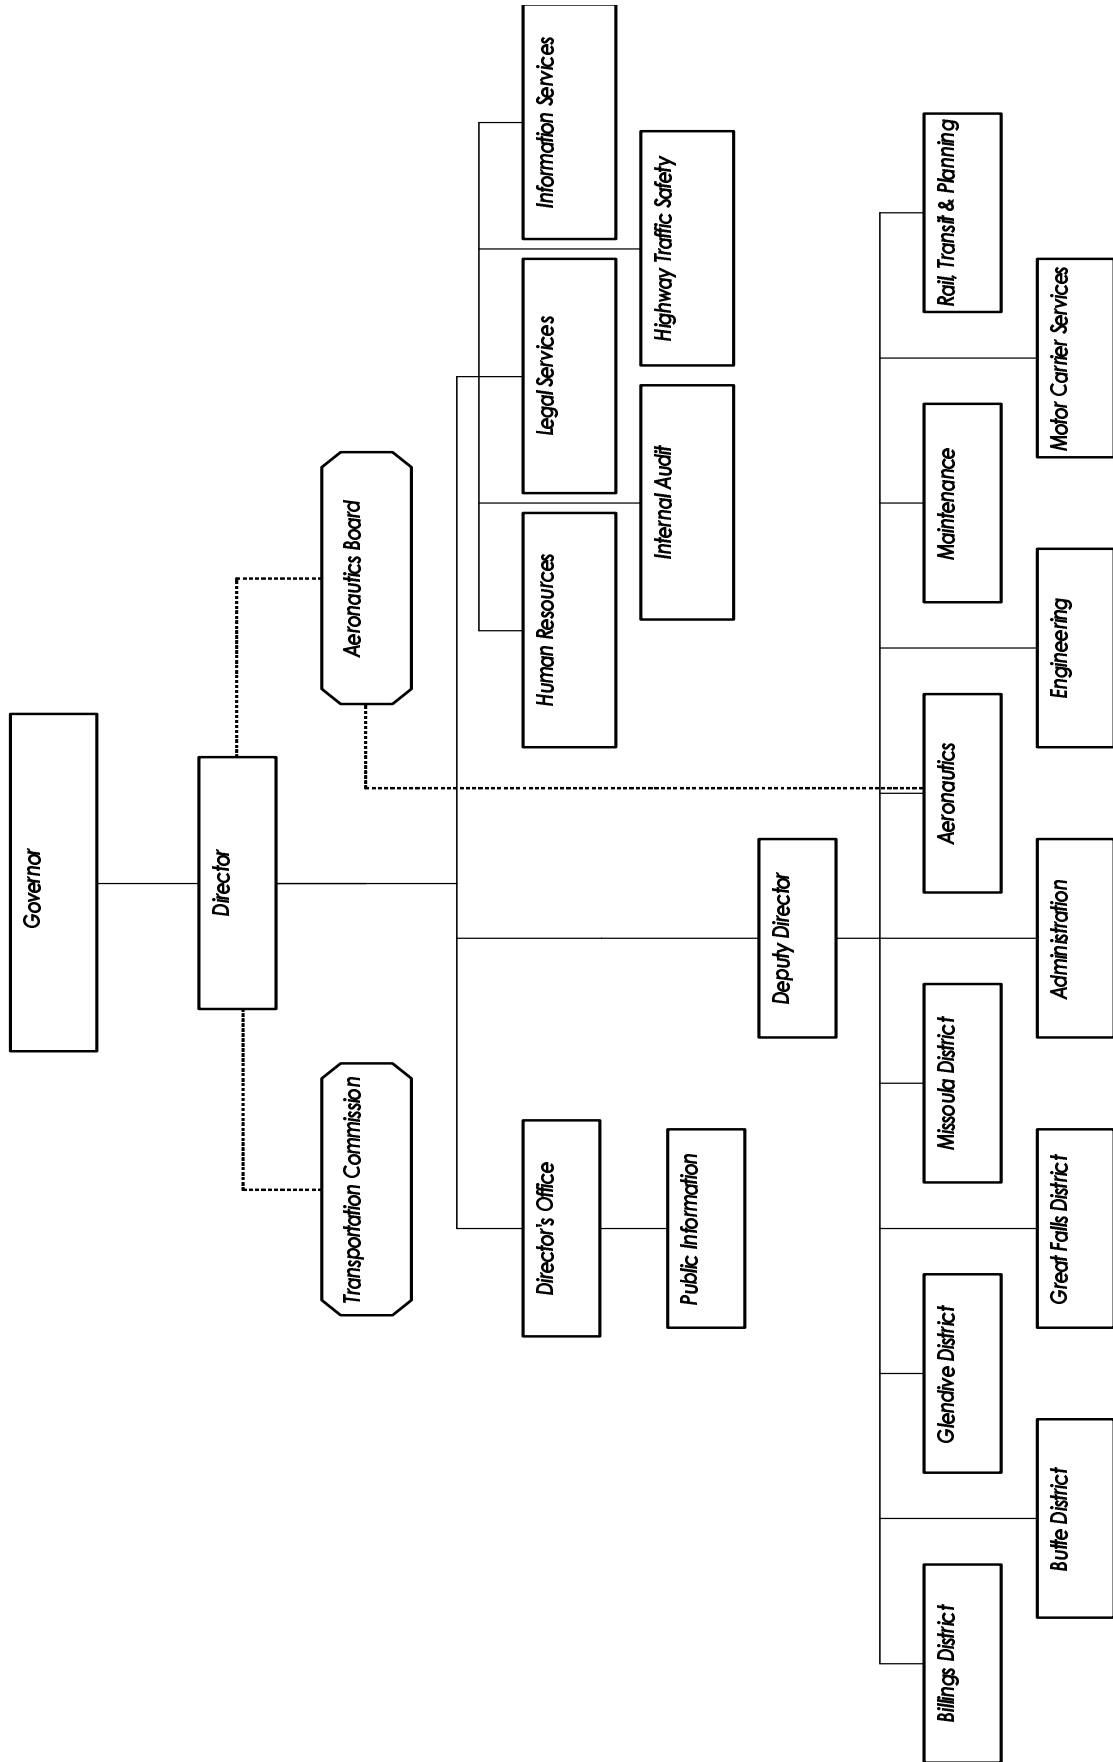 Governor
Director
Transportation Commission
Aeronautics Board
Director's Office
Human Resources
Legal Services
Information Services
Public Information
Internal Audit
Highway Traffic Safety
Deputy Director
Billings District
Glendive District
Missoula District
Aeronautics
Maintenance
Rail, Transit & Planning
Butte District
Great Falls District
Administration
Engineering
Motor Carrier Services